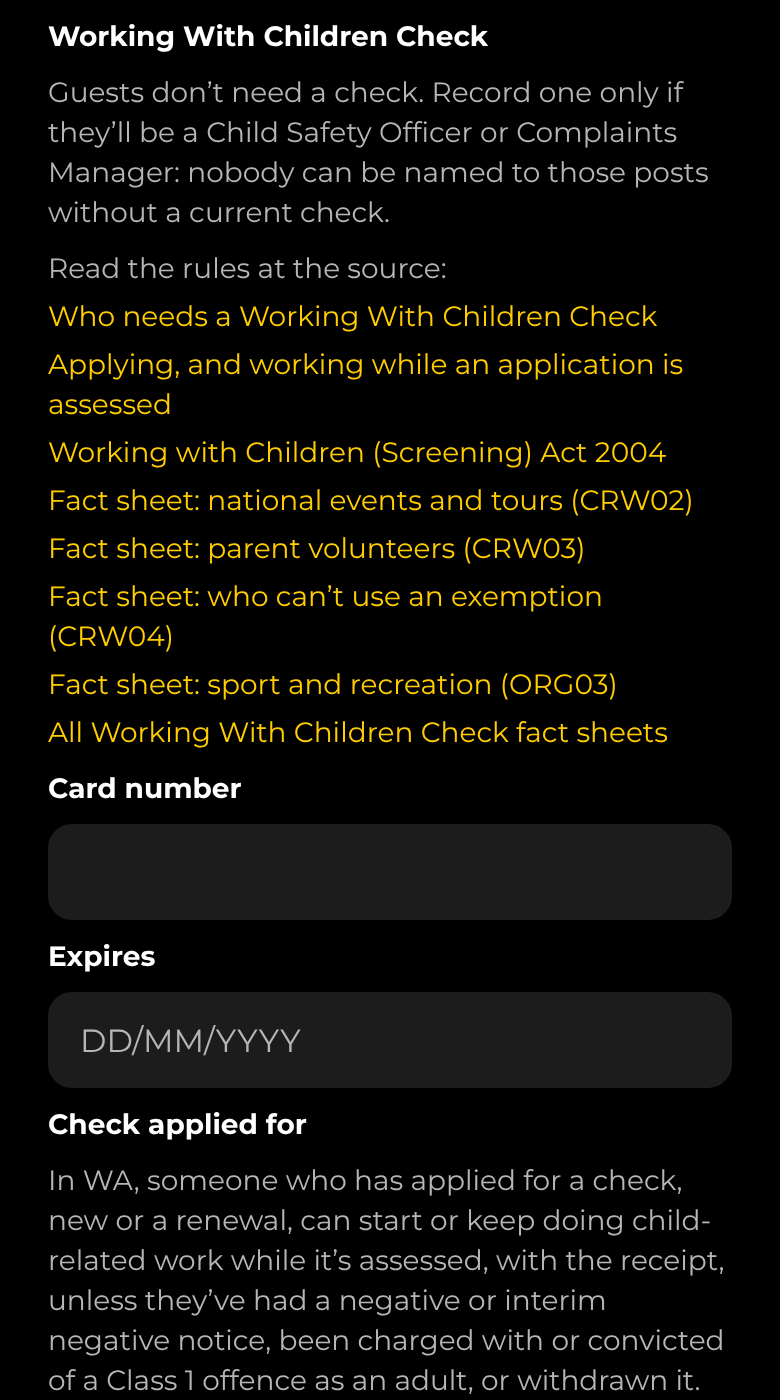 Working With Children Check
Guests don’t need a check. Record one only if
they’ll be a Child Safety Officer or Complaints
Manager: nobody can be named to those posts
without a current check.
Read the rules at the source:
Who needs a Working With Children Check
Applying, and working while an application is
assessed
Working with Children (Screening) Act 2004
Fact sheet: national events and tours (CRW02)
Fact sheet: parent volunteers (CRW03)
Fact sheet: who can’t use an exemption
(CRW04)
Fact sheet: sport and recreation (ORG03)
All Working With Children Check fact sheets
Card number
Expires
DD/MM/YYYY
Check applied for
In WA, someone who has applied for a check,
new or a renewal, can start or keep doing child-
related work while it’s assessed, with the receipt,
unless they’ve had a negative or interim
negative notice, been charged with or convicted
of a Class 1 offence as an adult, or withdrawn it.